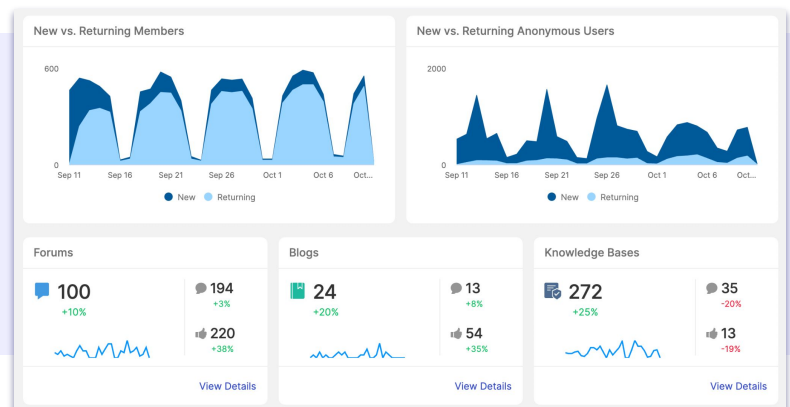 New vs. Returning Members
600
0
Sep 11 Sep 16 Sep 21 Sep 26 Oct 1 Oct 6 Oct...
New Returning
New vs. Returning Anonymous Users
2000
0
Sep 11 Sep 16 Sep 21 Sep 26 Oct 1 Oct 6 Oct...
New Returning
Forums
100
+10%
194
+3%
220
+38%
View Details
Blogs
24
+20%
13
+8%
54
+35%
View Details
Knowledge Bases
272
+25%
35
-20%
13
-19%
View Details